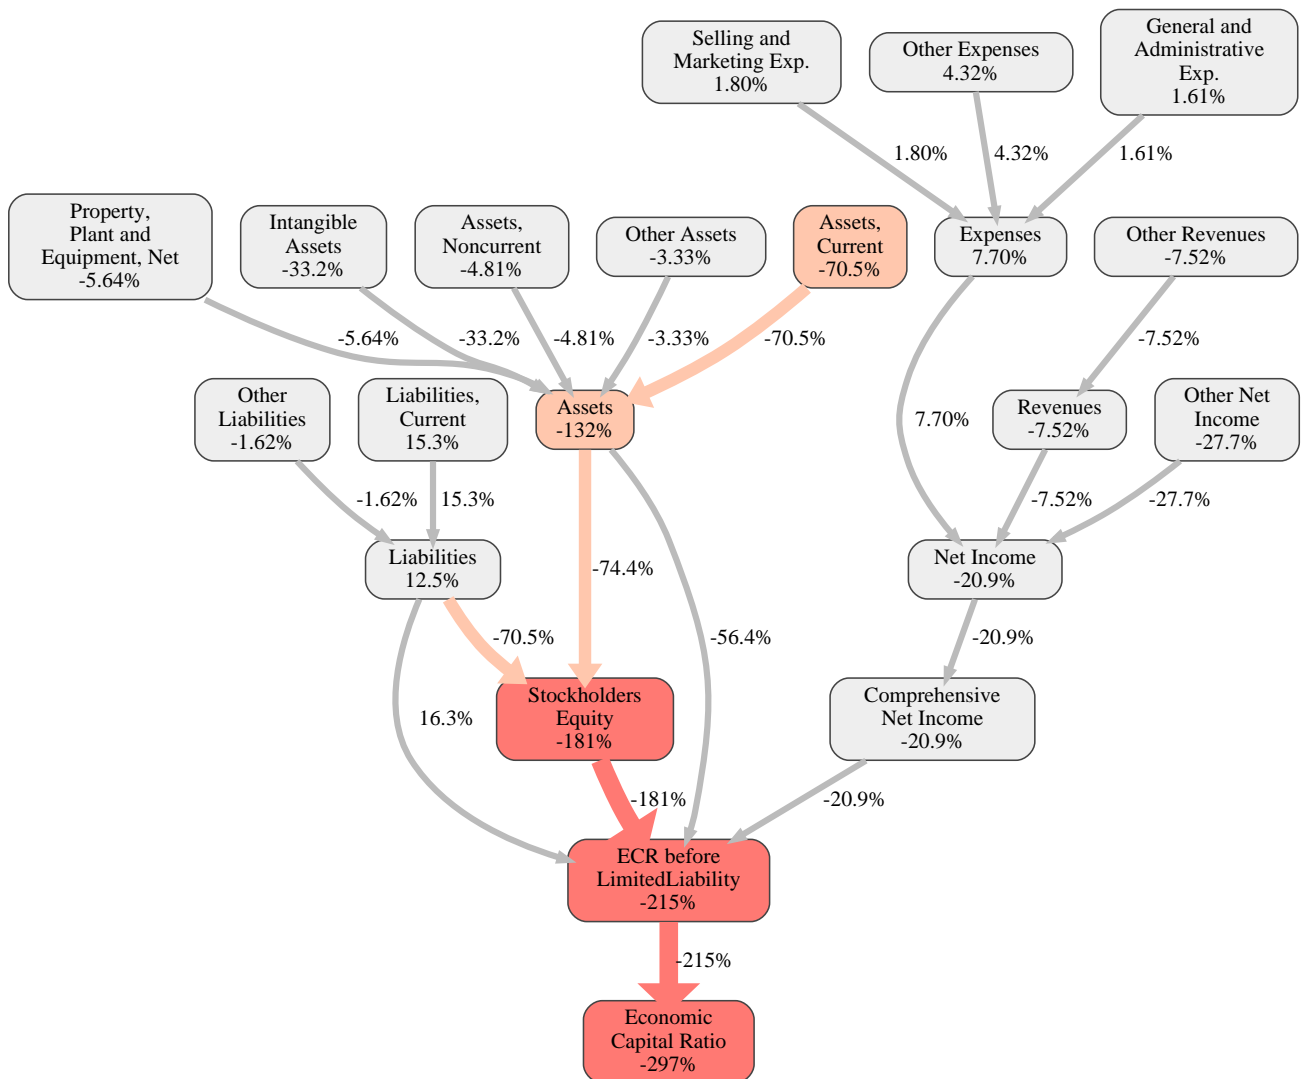 Selling and
Marketing Exp.
1.80%
Other Expenses
4.32%
General and
Administrative
Exp.
1.61%
1.80%
4.32%
1.61%
Property,
Plant and
Equipment, Net
-5.64%
Intangible
Assets
-33.2%
Assets,
Noncurrent
-4.81%
Other Assets
-3.33%
Assets,
Current
-70.5%
Expenses
7.70%
Other Revenues
-7.52%
-5.64%
-33.2%
-4.81%
-3.33%
-70.5%
-7.52%
Other
Liabilities
-1.62%
Liabilities,
Current
15.3%
Assets
-132%
7.70%
Revenues
-7.52%
Other Net
Income
-27.7%
-1.62%
15.3%
-7.52%
-27.7%
Liabilities
12.5%
-74.4%
Net Income
-20.9%
-70.5%
-56.4%
-20.9%
16.3%
Stockholders
Equity
-181%
Comprehensive
Net Income
-20.9%
-181%
-20.9%
ECR before
LimitedLiability
-215%
-215%
Economic
Capital Ratio
-297%